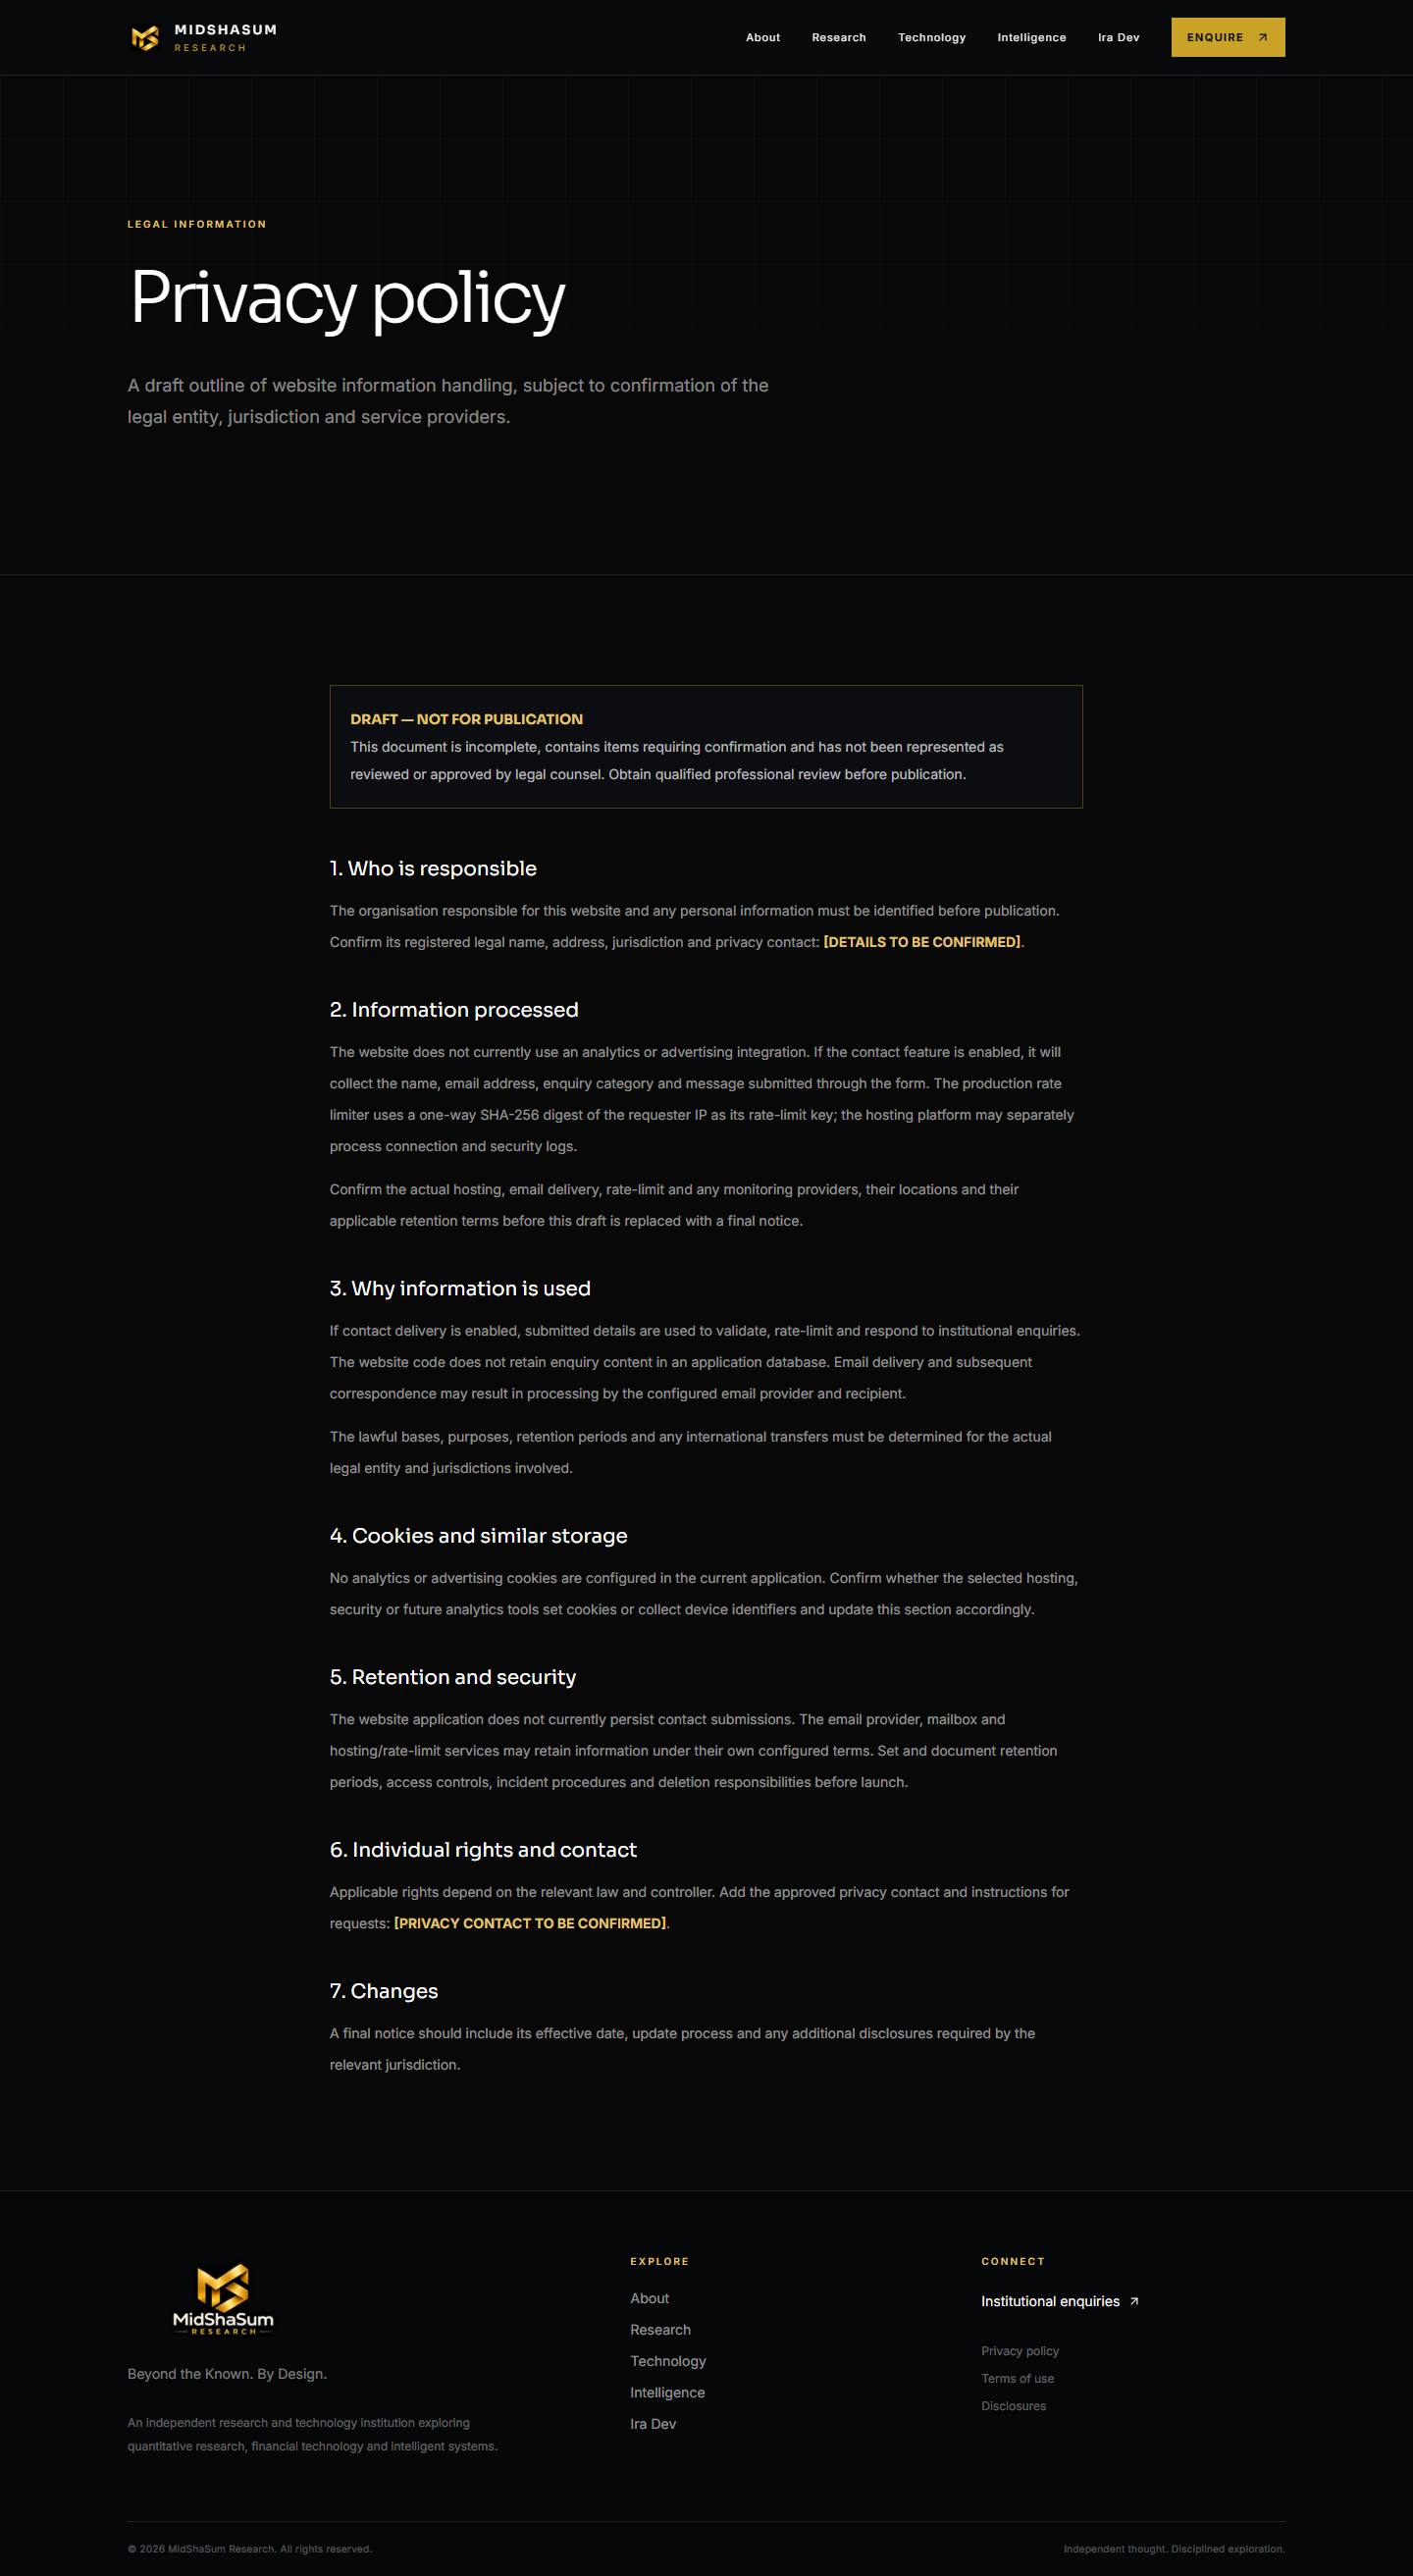 MIDSHASUM
RESEARCH
About
Research
Technology
Intelligence
Ira Dev
ENQUIRE
LEGAL INFORMATION
Privacy policy
A draft outline of website information handling, subject to confirmation of the
legal entity, jurisdiction and service providers.
DRAFT — NOT FOR PUBLICATION
This document is incomplete, contains items requiring confirmation and has not been represented as
reviewed or approved by legal counsel. Obtain qualified professional review before publication.
1. Who is responsible
The organisation responsible for this website and any personal information must be identified before publication.
Confirm its registered legal name, address, jurisdiction and privacy contact: [DETAILS TO BE CONFIRMED].
2. Information processed
The website does not currently use an analytics or advertising integration. If the contact feature is enabled, it will
collect the name, email address, enquiry category and message submitted through the form. The production rate
limiter uses a one-way SHA-256 digest of the requester IP as its rate-limit key; the hosting platform may separately
process connection and security logs.
Confirm the actual hosting, email delivery, rate-limit and any monitoring providers, their locations and their
applicable retention terms before this draft is replaced with a final notice.
3. Why information is used
If contact delivery is enabled, submitted details are used to validate, rate-limit and respond to institutional enquiries.
The website code does not retain enquiry content in an application database. Email delivery and subsequent
correspondence may result in processing by the configured email provider and recipient.
The lawful bases, purposes, retention periods and any international transfers must be determined for the actual
legal entity and jurisdictions involved.
4. Cookies and similar storage
No analytics or advertising cookies are configured in the current application. Confirm whether the selected hosting,
security or future analytics tools set cookies or collect device identifiers and update this section accordingly.
5. Retention and security
The website application does not currently persist contact submissions. The email provider, mailbox and
hosting/rate-limit services may retain information under their own configured terms. Set and document retention
periods, access controls, incident procedures and deletion responsibilities before launch.
6. Individual rights and contact
Applicable rights depend on the relevant law and controller. Add the approved privacy contact and instructions for
requests: [PRIVACY CONTACT TO BE CONFIRMED].
7. Changes
A final notice should include its effective date, update process and any additional disclosures required by the
relevant jurisdiction.
MidShaSum
RESEARCH
Beyond the Known. By Design.
An independent research and technology institution exploring
quantitative research, financial technology and intelligent systems.
EXPLORE
About
Research
Technology
Intelligence
Ira Dev
CONNECT
Institutional enquiries
Privacy policy
Terms of use
Disclosures
© 2026 MidShaSum Research. All rights reserved.
Independent thought. Disciplined exploration.